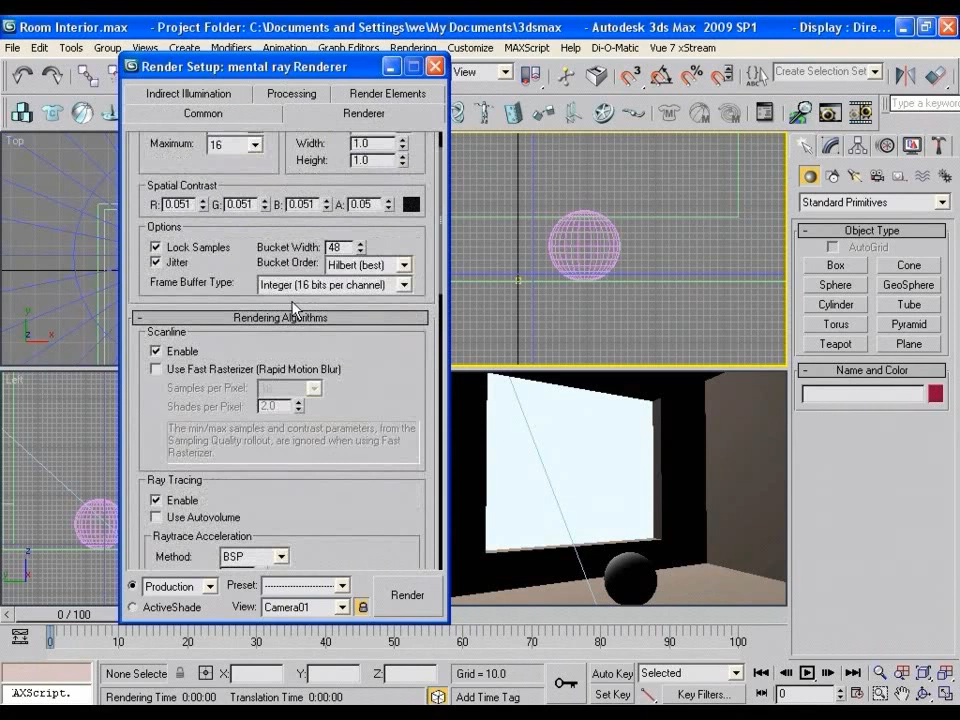 Room Interior.max - Project Folder: C:\Documents and Settings\we\My Documents\3dsmax - Autodesk 3ds Max 2009 SP1 - Display : Dire...
File Edit Tools Group Views Create Modifiers Animation Graph Editors Rendering Customize MAXScript Help Di-O-Matic Vue 7 xStream
Render Setup: mental ray Renderer
View
Create Selection Set
Type a keyword
Indirect Illumination Processing Render Elements
Common Renderer
Top
Maximum: 16 Width: 1.0
Height: 1.0
Spatial Contrast
R: 0.051 G: 0.051 B: 0.051 A: 0.05
Options
Lock Samples Bucket Width: 48
Jitter Bucket Order: Hilbert (best)
Frame Buffer Type: Integer (16 bits per channel)
Rendering Algorithms
Scanline
Enable
Use Fast Rasterizer (Rapid Motion Blur)
Samples per Pixel:
Shades per Pixel: 2.0
The min/max samples and contrast parameters, from the
Sampling Quality rollout, are ignored when using Fast
Rasterizer.
Ray Tracing
Enable
Use Autovolume
Raytrace Acceleration
Method: BSP
Production Preset: --------------------
ActiveShade View: Camera01
Render
Left
Standard Primitives
- Object Type
AutoGrid
Box Cone
Sphere GeoSphere
Cylinder Tube
Torus Pyramid
Teapot Plane
- Name and Color
< 0 / 100
0 10 20 30 40 50 60 70 80 90 100
None Selecte X: Y: Z: Grid = 10.0 Auto Key Selected
AXScript. Rendering Time 0:00:00 Translation Time 0:00:00 Add Time Tag Set Key Key Filters... 0